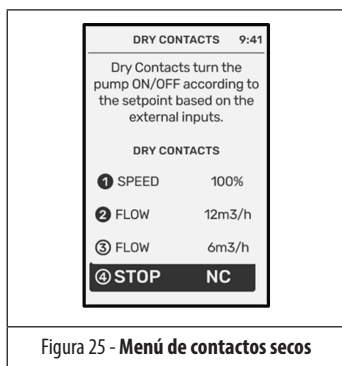 DRY CONTACTS 9:41
Dry Contacts turn the
pump ON/OFF according to
the setpoint based on the
external inputs.
DRY CONTACTS
1 SPEED 100%
2 FLOW 12m3/h
3 FLOW 6m3/h
4 STOP NC
Figura 25 - Menú de contactos secos